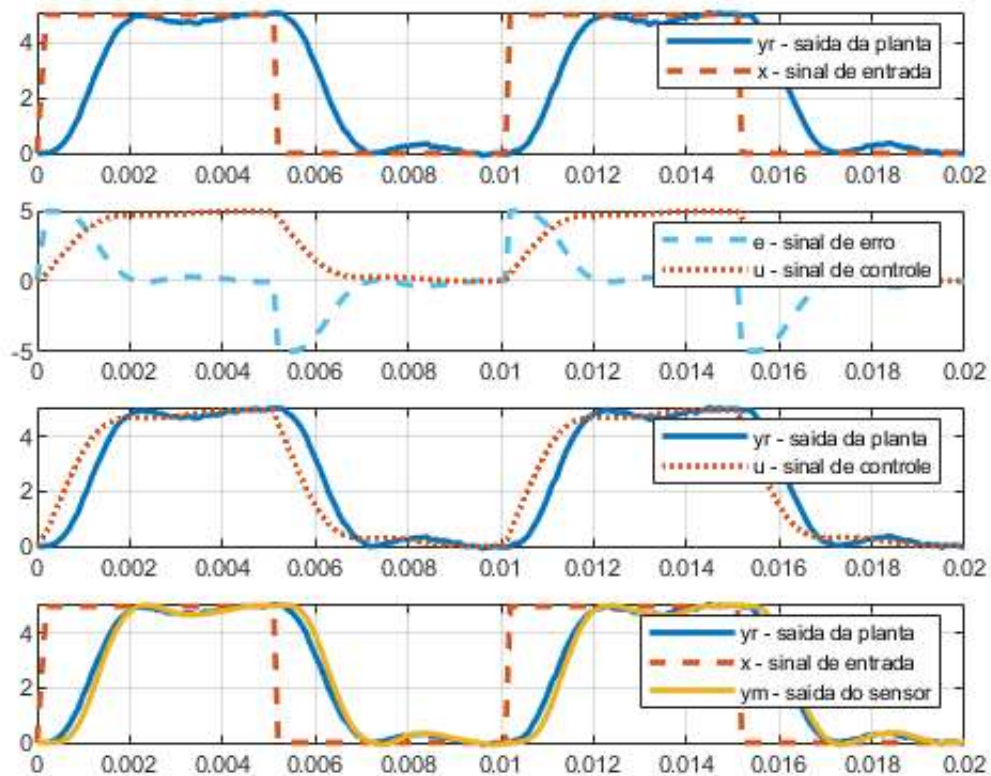 4
2
0
0 0.002 0.004 0.006 0.008 0.01 0.012 0.014 0.016 0.018 0.02
yr - saida da planta
x - sinal de entrada
5
0
-5
0 0.002 0.004 0.006 0.008 0.01 0.012 0.014 0.016 0.018 0.02
e - sinal de erro
u - sinal de controle
4
2
0
0 0.002 0.004 0.006 0.008 0.01 0.012 0.014 0.016 0.018 0.02
yr - saida da planta
u - sinal de controle
4
2
0
0 0.002 0.004 0.006 0.008 0.01 0.012 0.014 0.016 0.018 0.02
yr - saida da planta
x - sinal de entrada
ym - saida do sensor